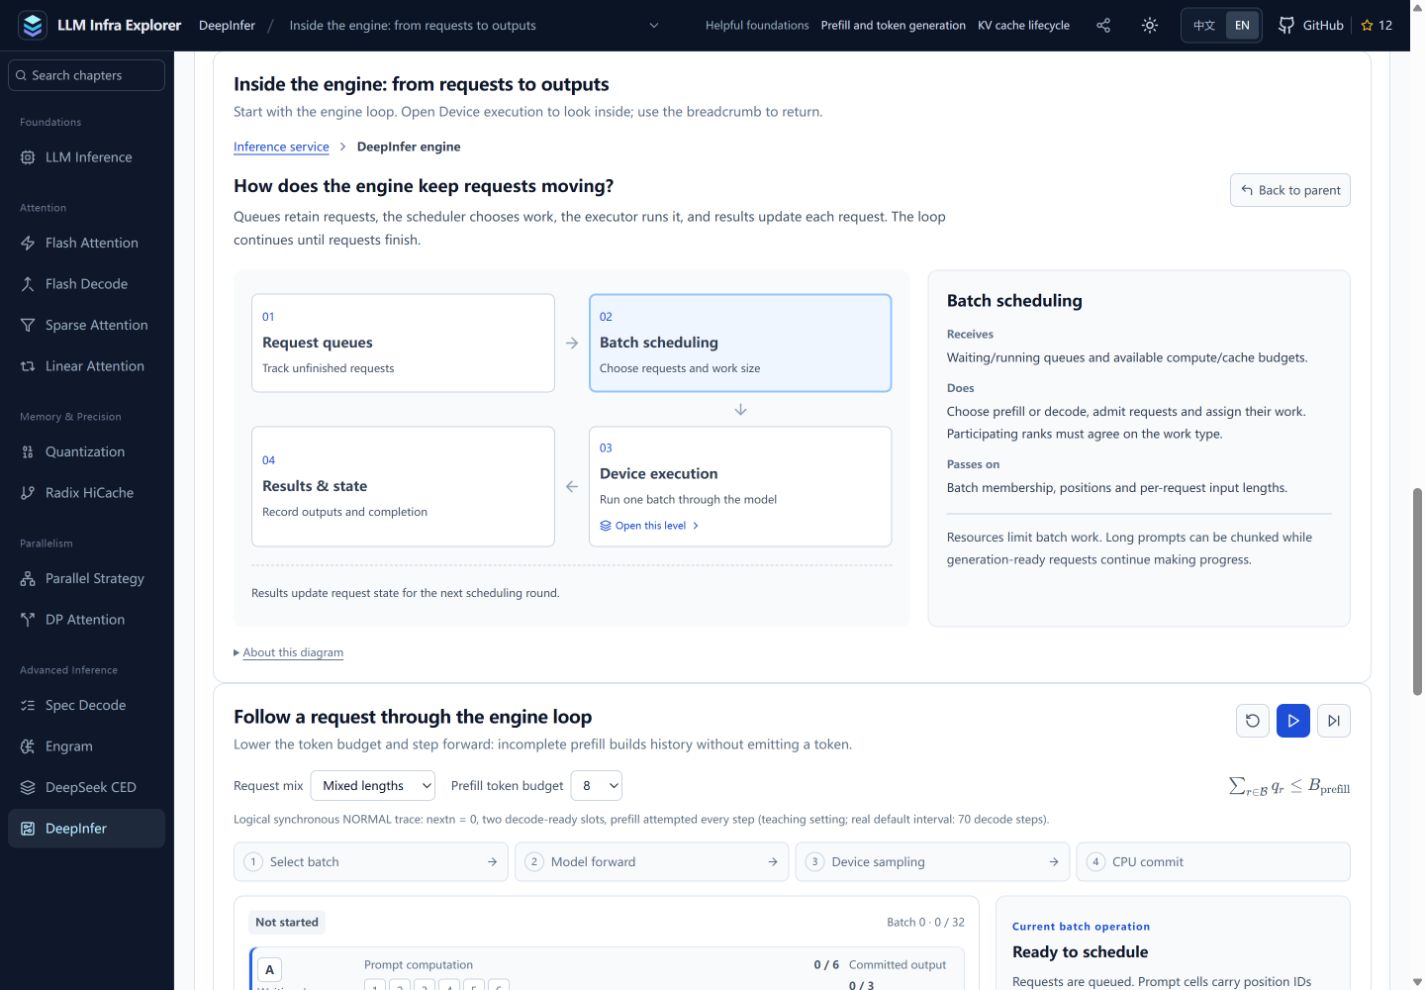 LLM Infra Explorer
DeepInfer / Inside the engine: from requests to outputs
Helpful foundations Prefill and token generation KV cache lifecycle
中文 EN
GitHub 12
Search chapters
Foundations
LLM Inference
Attention
Flash Attention
Flash Decode
Sparse Attention
Linear Attention
Memory & Precision
Quantization
Radix HiCache
Parallelism
Parallel Strategy
DP Attention
Advanced Inference
Spec Decode
Engram
DeepSeek CED
DeepInfer
Inside the engine: from requests to outputs
Start with the engine loop. Open Device execution to look inside; use the breadcrumb to return.
Inference service > DeepInfer engine
How does the engine keep requests moving?
Back to parent
Queues retain requests, the scheduler chooses work, the executor runs it, and results update each request. The loop
continues until requests finish.
01
Request queues
Track unfinished requests
→
02
Batch scheduling
Choose requests and work size
↓
04
Results & state
Record outputs and completion
←
03
Device execution
Run one batch through the model
Open this level >
Results update request state for the next scheduling round.
Batch scheduling
Receives
Waiting/running queues and available compute/cache budgets.
Does
Choose prefill or decode, admit requests and assign their work.
Participating ranks must agree on the work type.
Passes on
Batch membership, positions and per-request input lengths.
Resources limit batch work. Long prompts can be chunked while
generation-ready requests continue making progress.
About this diagram
Follow a request through the engine loop
Lower the token budget and step forward: incomplete prefill builds history without emitting a token.
Request mix Mixed lengths Prefill token budget 8
∑r∈ℬ qr ≤ Bprefill
Logical synchronous NORMAL trace: nextn = 0, two decode-ready slots, prefill attempted every step (teaching setting; real default interval: 70 decode steps).
1 Select batch →
2 Model forward →
3 Device sampling →
4 CPU commit
Not started
Batch 0 · 0 / 32
A
Prompt computation
0 / 6 Committed output
0 / 3
1 2 3 4 5 6
Current batch operation
Ready to schedule
Requests are queued. Prompt cells carry position IDs